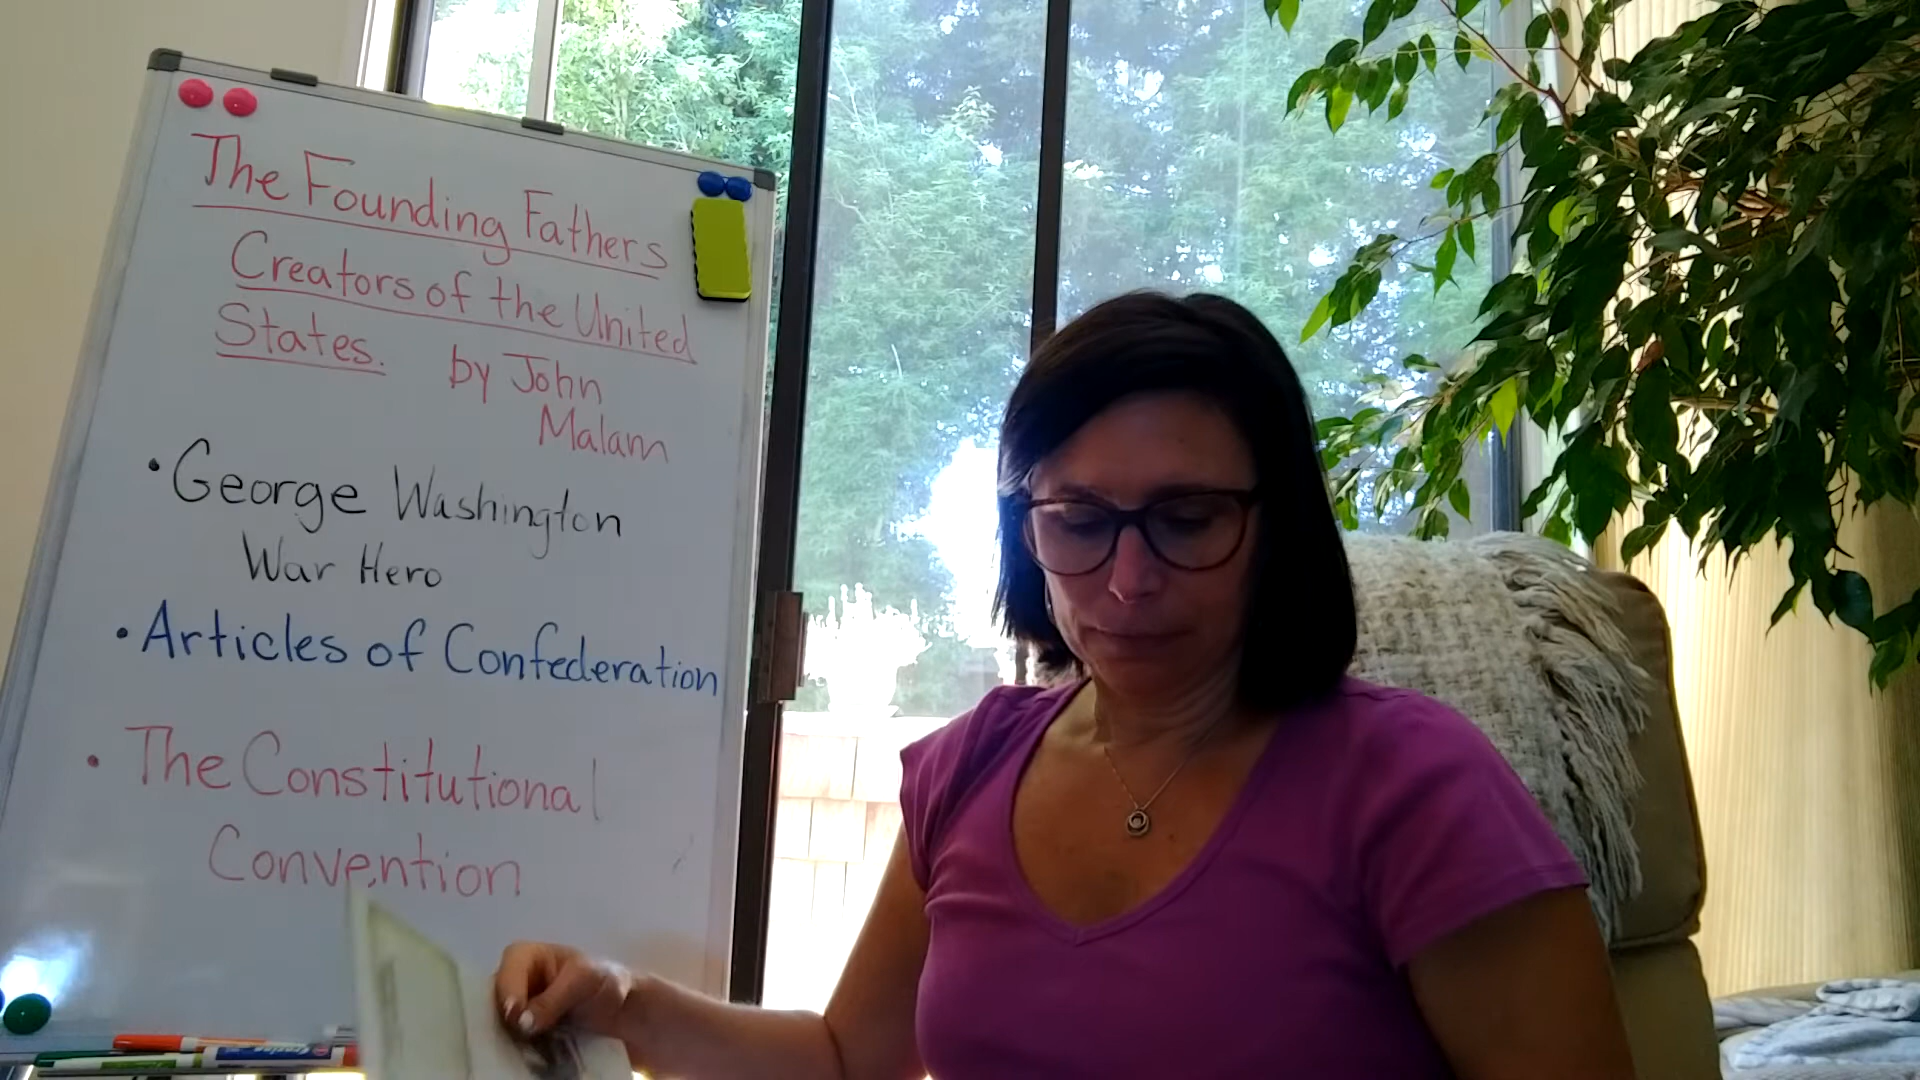 The Founding Fathers
Creators of the United
States. by John
Malam
• George Washington
War Hero
• Articles of Confederation
• The Constitutional
Convention